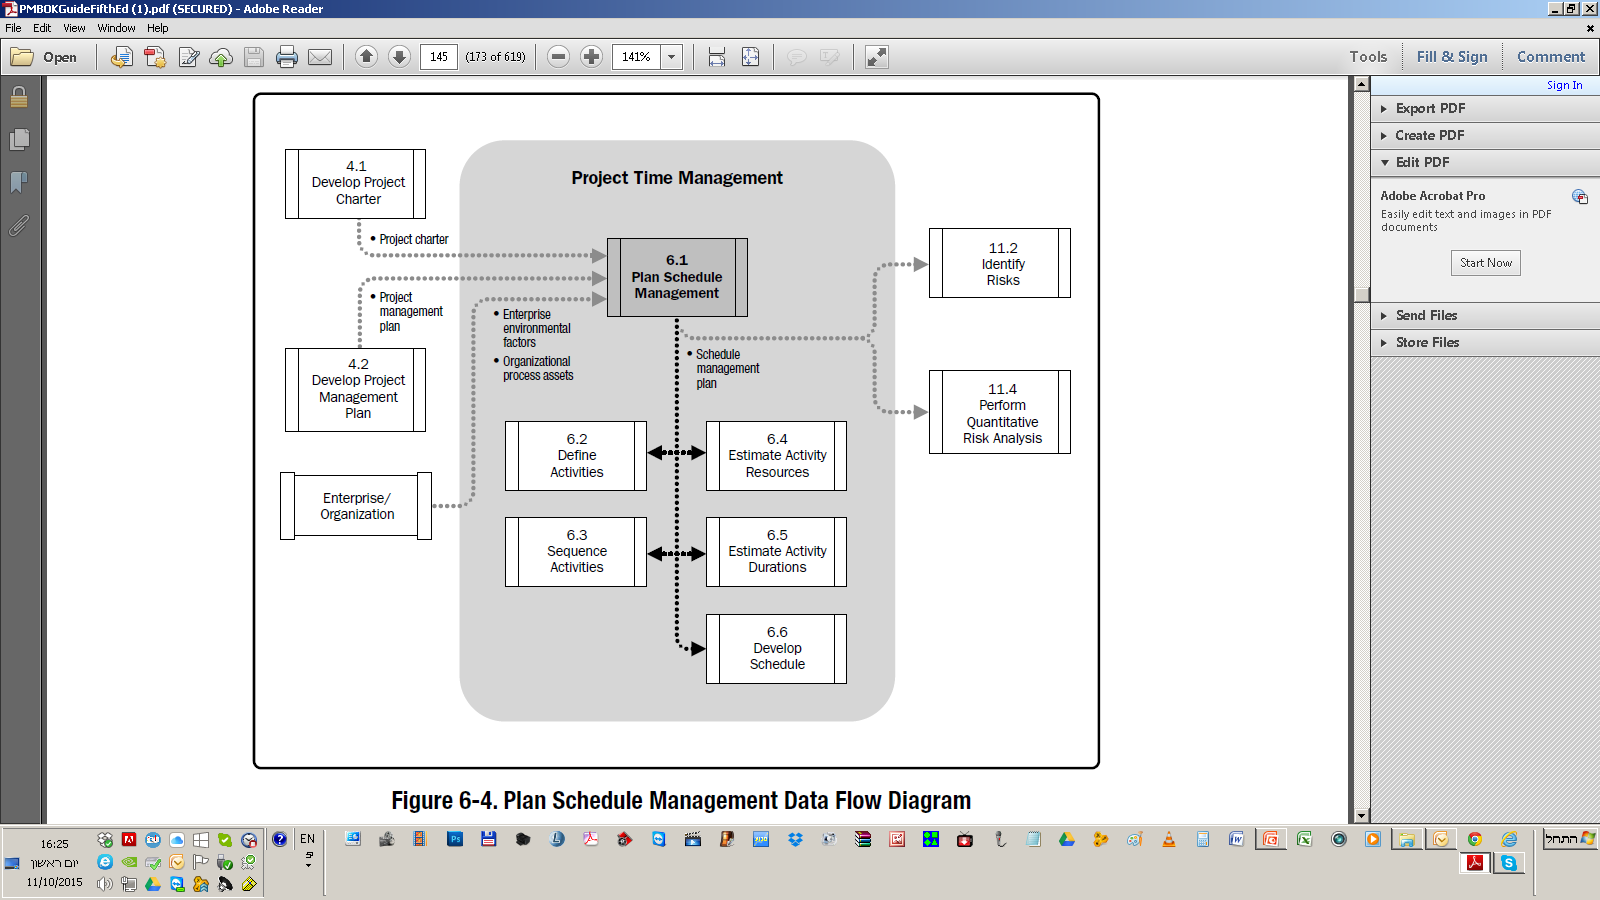 PMBOKGuideFifthEd (1).pdf (SECURED) - Adobe Reader
File Edit View Window Help
Open
145
(173 of 619)
141%
Tools
Fill & Sign
Comment
Sign In
Export PDF
Create PDF
Edit PDF
Adobe Acrobat Pro
Easily edit text and images in PDF
documents
Start Now
Send Files
Store Files
Project Time Management
4.1
Develop Project
Charter
• Project charter
6.1
Plan Schedule
Management
11.2
Identify
Risks
• Project
management
plan
• Enterprise
environmental
factors
• Organizational
process assets
• Schedule
management
plan
4.2
Develop Project
Management
Plan
11.4
Perform
Quantitative
Risk Analysis
6.2
Define
Activities
6.4
Estimate Activity
Resources
Enterprise/
Organization
6.3
Sequence
Activities
6.5
Estimate Activity
Durations
6.6
Develop
Schedule
Figure 6-4. Plan Schedule Management Data Flow Diagram
16:25
יום ראשון
11/10/2015
EN
התחל